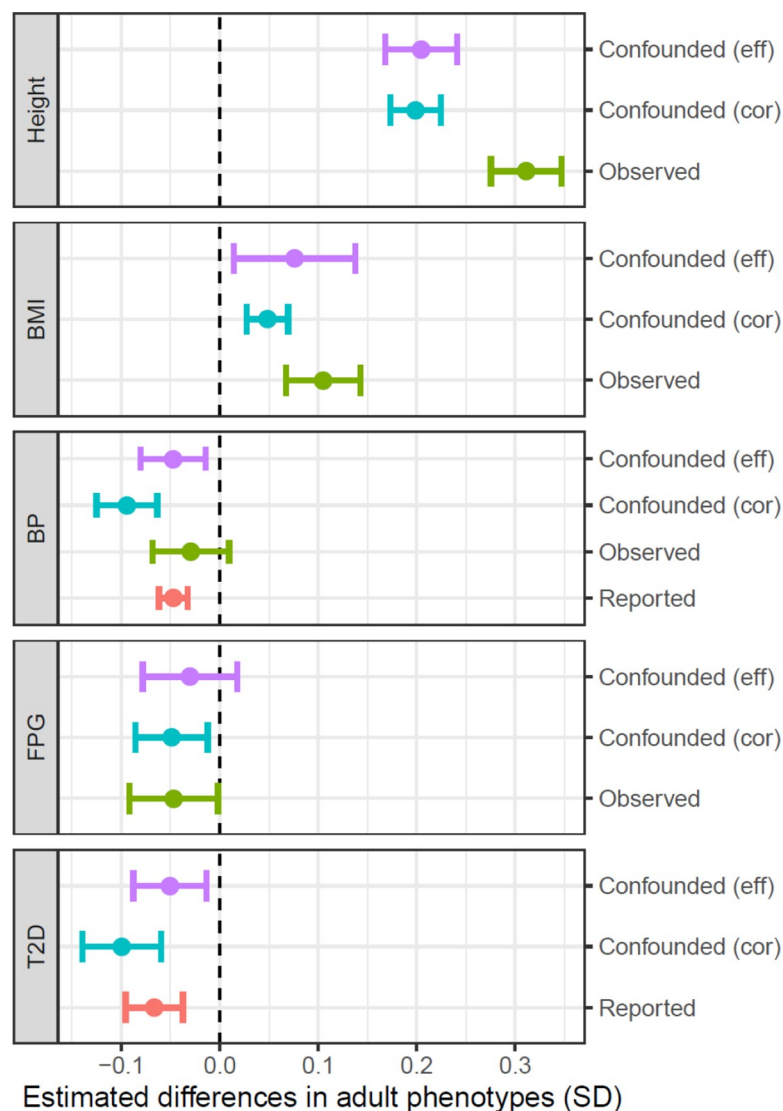 Height
Confounded (eff)
Confounded (cor)
Observed
BMI
Confounded (eff)
Confounded (cor)
Observed
BP
Confounded (eff)
Confounded (cor)
Observed
Reported
FPG
Confounded (eff)
Confounded (cor)
Observed
T2D
Confounded (eff)
Confounded (cor)
Reported
−0.1 0.0 0.1 0.2 0.3
Estimated differences in adult phenotypes (SD)